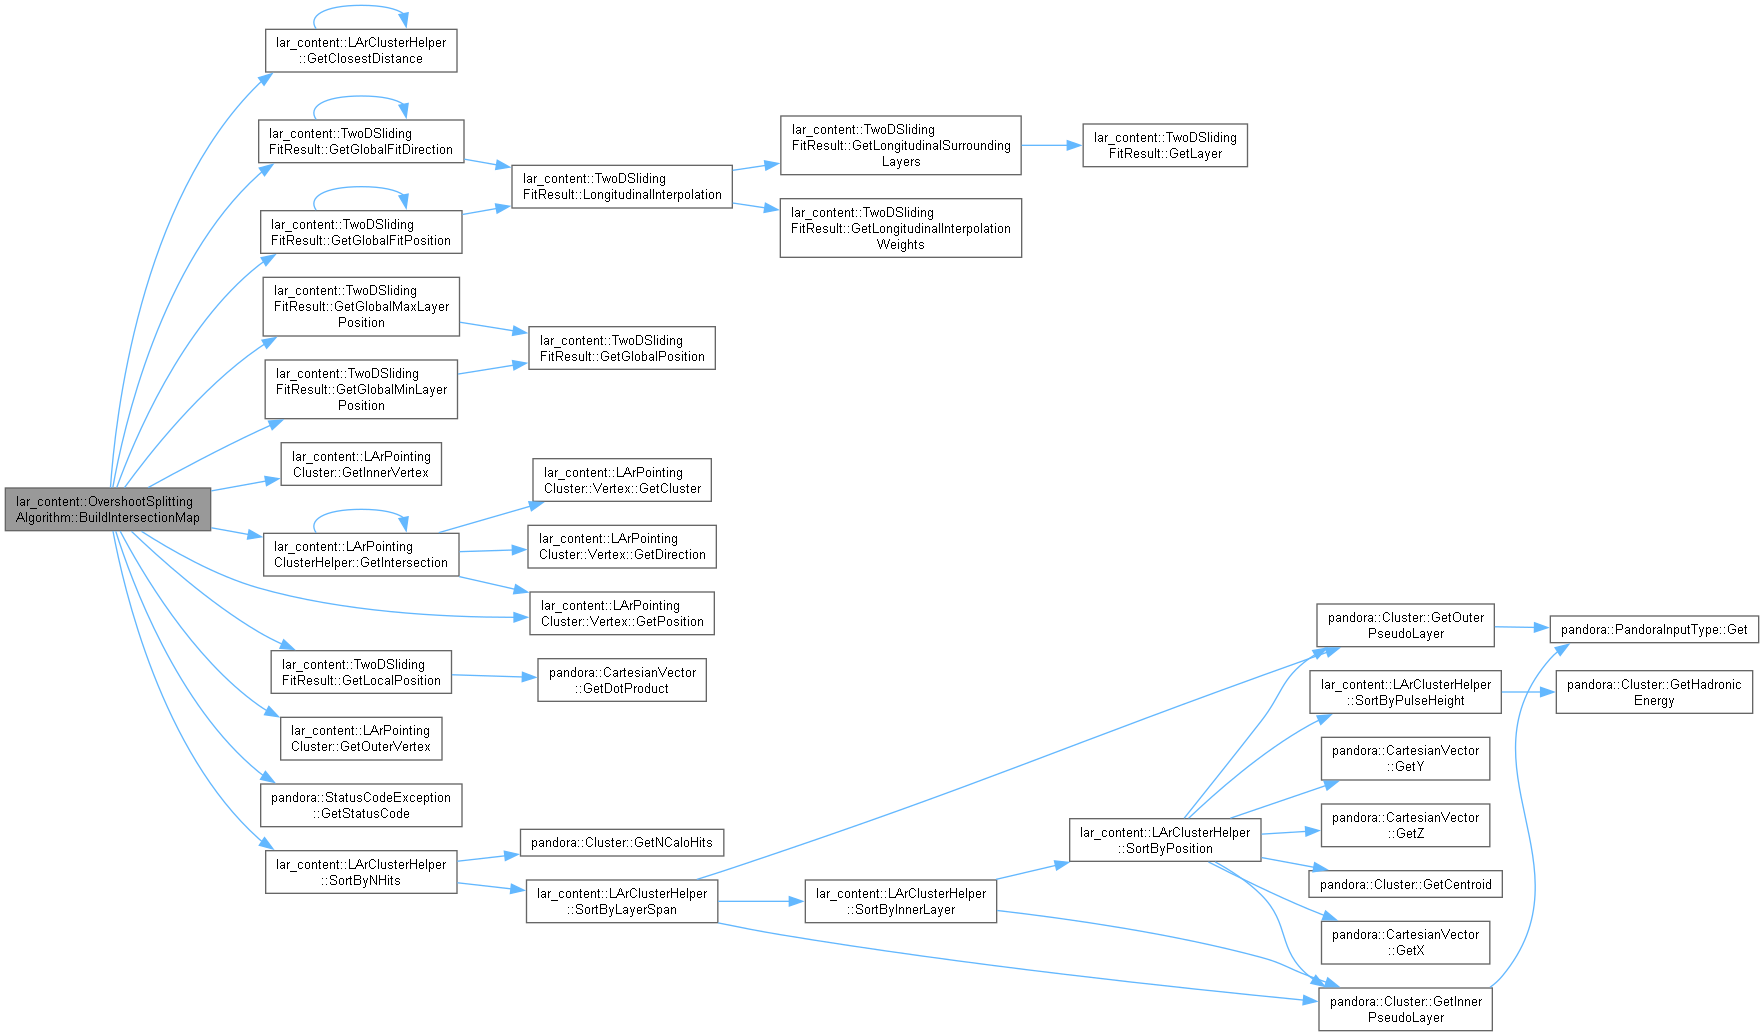 lar_content::OvershootSplitting
Algorithm::BuildIntersectionMap
lar_content::LArClusterHelper
::GetClosestDistance
lar_content::TwoDSliding
FitResult::GetGlobalFitDirection
lar_content::TwoDSliding
FitResult::GetGlobalFitPosition
lar_content::TwoDSliding
FitResult::GetGlobalMaxLayer
Position
lar_content::TwoDSliding
FitResult::GetGlobalMinLayer
Position
lar_content::LArPointing
Cluster::GetInnerVertex
lar_content::LArPointing
ClusterHelper::GetIntersection
lar_content::TwoDSliding
FitResult::GetLocalPosition
lar_content::LArPointing
Cluster::GetOuterVertex
pandora::StatusCodeException
::GetStatusCode
lar_content::LArClusterHelper
::SortByNHits
lar_content::TwoDSliding
FitResult::LongitudinalInterpolation
lar_content::TwoDSliding
FitResult::GetGlobalPosition
lar_content::LArPointing
Cluster::Vertex::GetCluster
lar_content::LArPointing
Cluster::Vertex::GetDirection
lar_content::LArPointing
Cluster::Vertex::GetPosition
pandora::CartesianVector
::GetDotProduct
pandora::Cluster::GetNCaloHits
lar_content::LArClusterHelper
::SortByLayerSpan
lar_content::TwoDSliding
FitResult::GetLongitudinalSurrounding
Layers
lar_content::TwoDSliding
FitResult::GetLongitudinalInterpolation
Weights
lar_content::LArClusterHelper
::SortByInnerLayer
lar_content::TwoDSliding
FitResult::GetLayer
lar_content::LArClusterHelper
::SortByPosition
pandora::Cluster::GetOuter
PseudoLayer
lar_content::LArClusterHelper
::SortByPulseHeight
pandora::CartesianVector
::GetY
pandora::CartesianVector
::GetZ
pandora::Cluster::GetCentroid
pandora::CartesianVector
::GetX
pandora::Cluster::GetInner
PseudoLayer
pandora::PandoraInputType::Get
pandora::Cluster::GetHadronic
Energy